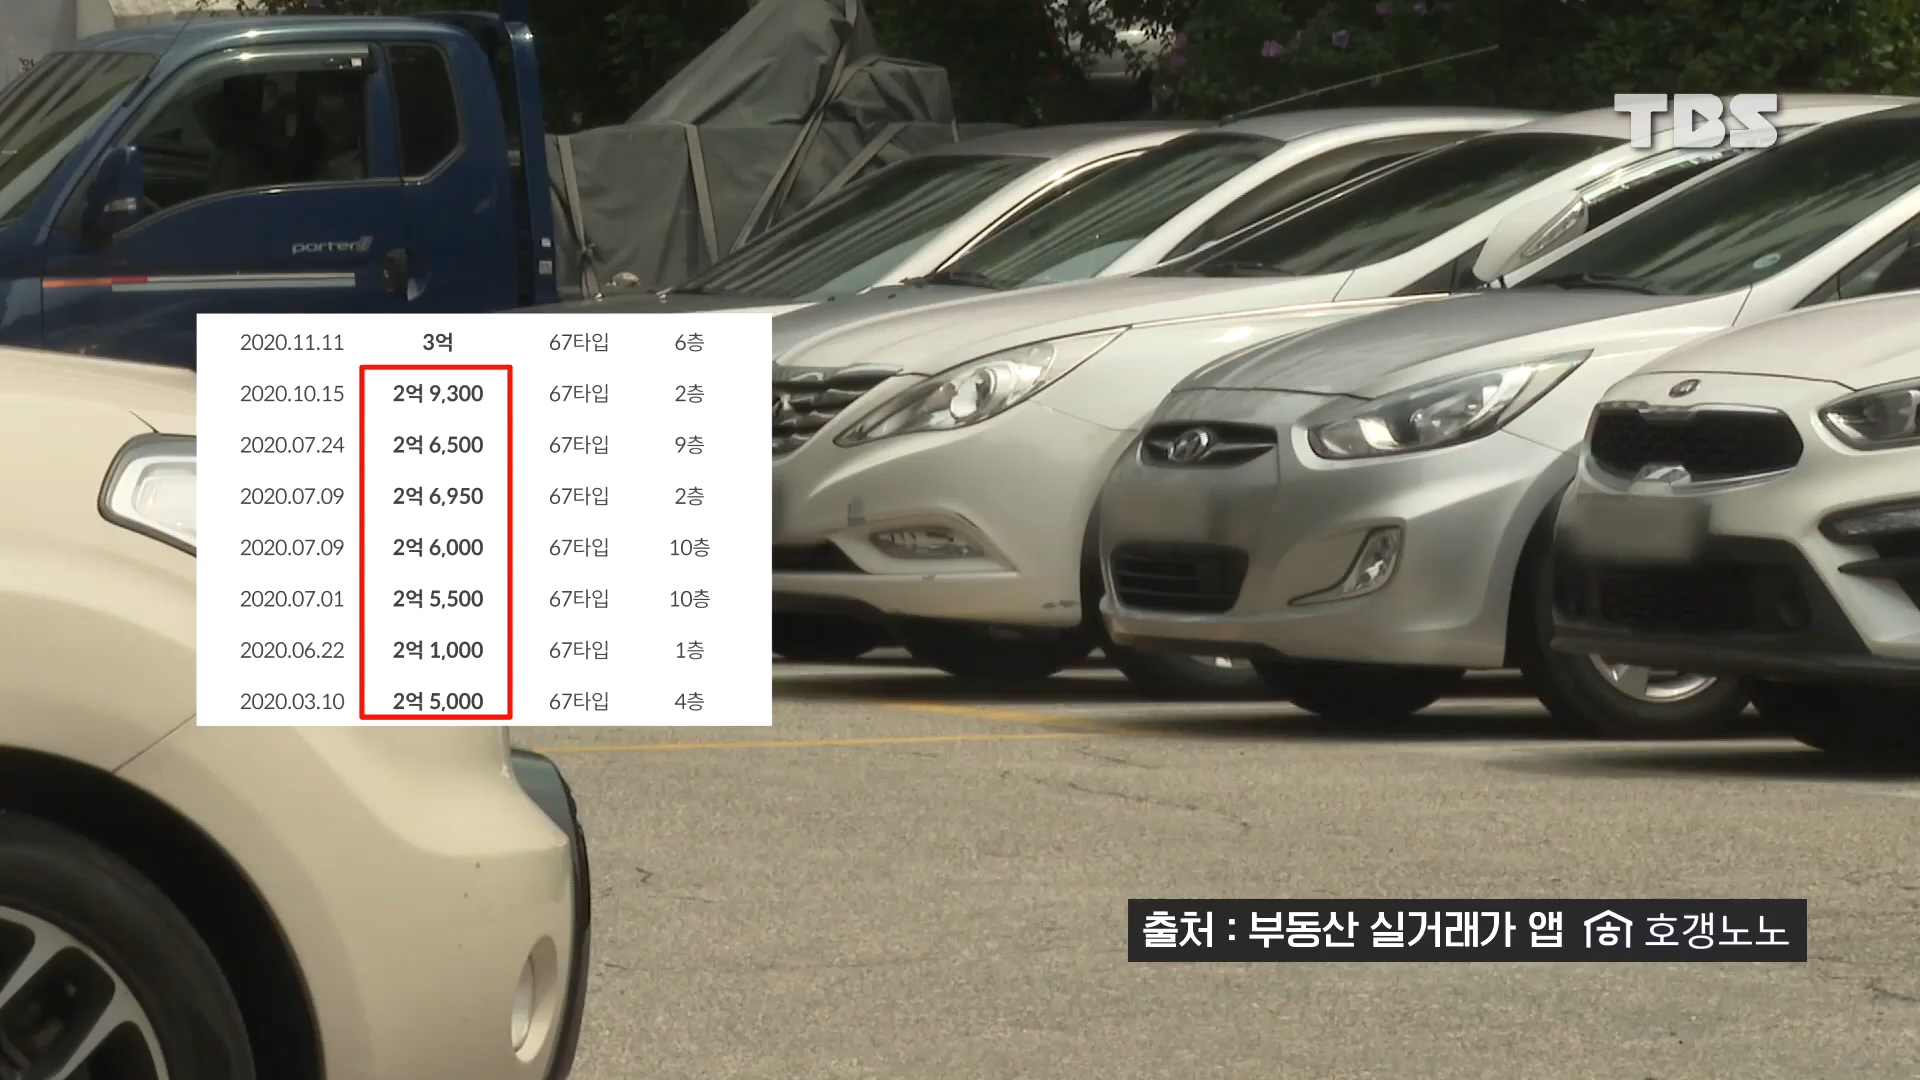 TBS
porter II
2020.11.11 3억 67타입 6층
2020.10.15 2억 9,300 67타입 2층
2020.07.24 2억 6,500 67타입 9층
2020.07.09 2억 6,950 67타입 2층
2020.07.09 2억 6,000 67타입 10층
2020.07.01 2억 5,500 67타입 10층
2020.06.22 2억 1,000 67타입 1층
2020.03.10 2억 5,000 67타입 4층
출처 : 부동산 실거래가 앱 호갱노노